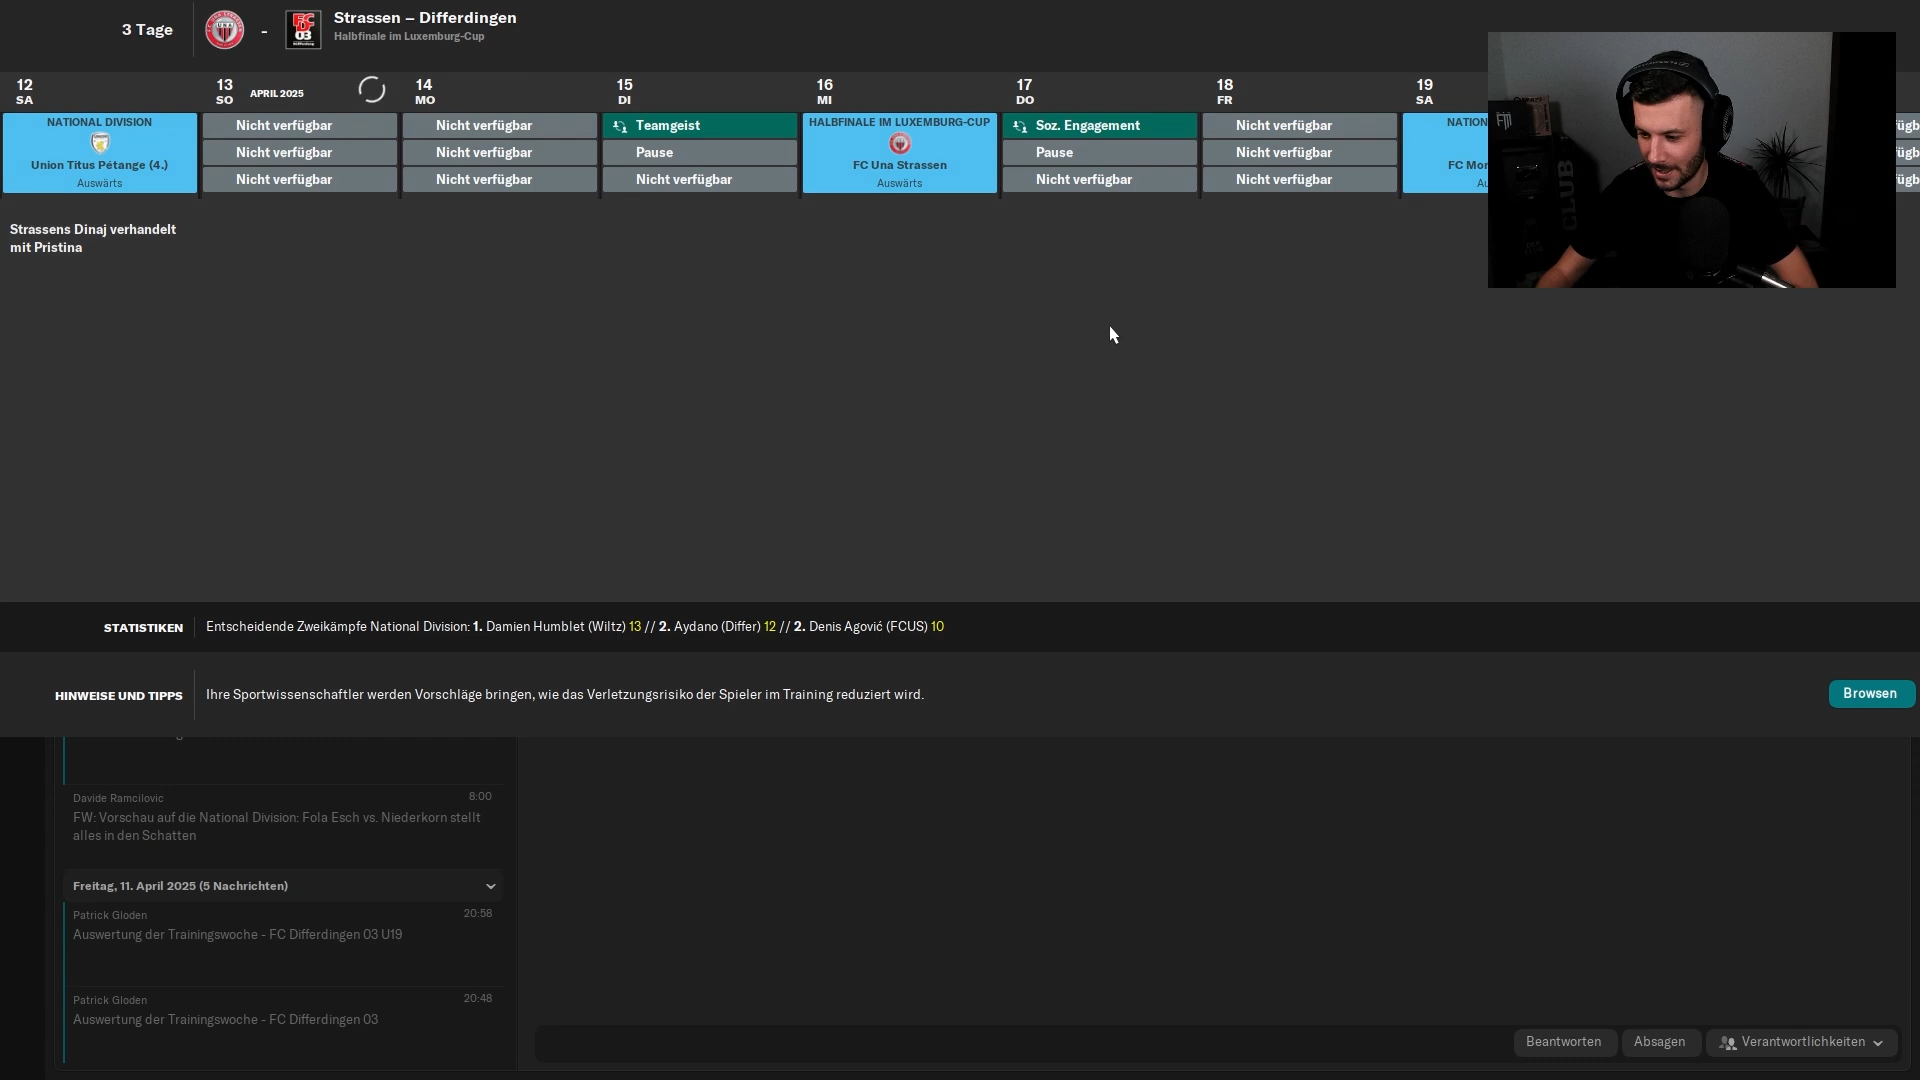 3 Tage
Strassen – Differdingen
Halbfinale im Luxemburg-Cup
12 SA
13 SO
APRIL 2025
14 MO
15 DI
16 MI
17 DO
18 FR
19 SA
NATIONAL DIVISION
Union Titus Pétange (4.)
Auswärts
Nicht verfügbar
Nicht verfügbar
Nicht verfügbar
Nicht verfügbar
Nicht verfügbar
Nicht verfügbar
Teamgeist
Pause
Nicht verfügbar
HALBFINALE IM LUXEMBURG-CUP
FC Una Strassen
Auswärts
Soz. Engagement
Pause
Nicht verfügbar
Nicht verfügbar
Nicht verfügbar
Nicht verfügbar
NATION
FC Mon
Au
CLUB
Strassens Dinaj verhandelt
mit Pristina
STATISTIKEN
Entscheidende Zweikämpfe National Division: 1. Damien Humblet (Wiltz) 13 // 2. Aydano (Differ) 12 // 2. Denis Agović (FCUS) 10
HINWEISE UND TIPPS
Ihre Sportwissenschaftler werden Vorschläge bringen, wie das Verletzungsrisiko der Spieler im Training reduziert wird.
Browsen
Davide Ramcilovic
8:00
FW: Vorschau auf die National Division: Fola Esch vs. Niederkorn stellt
alles in den Schatten
Freitag, 11. April 2025 (5 Nachrichten)
Patrick Gloden
20:58
Auswertung der Trainingswoche - FC Differdingen 03 U19
Patrick Gloden
20:48
Auswertung der Trainingswoche - FC Differdingen 03
Beantworten
Absagen
Verantwortlichkeiten